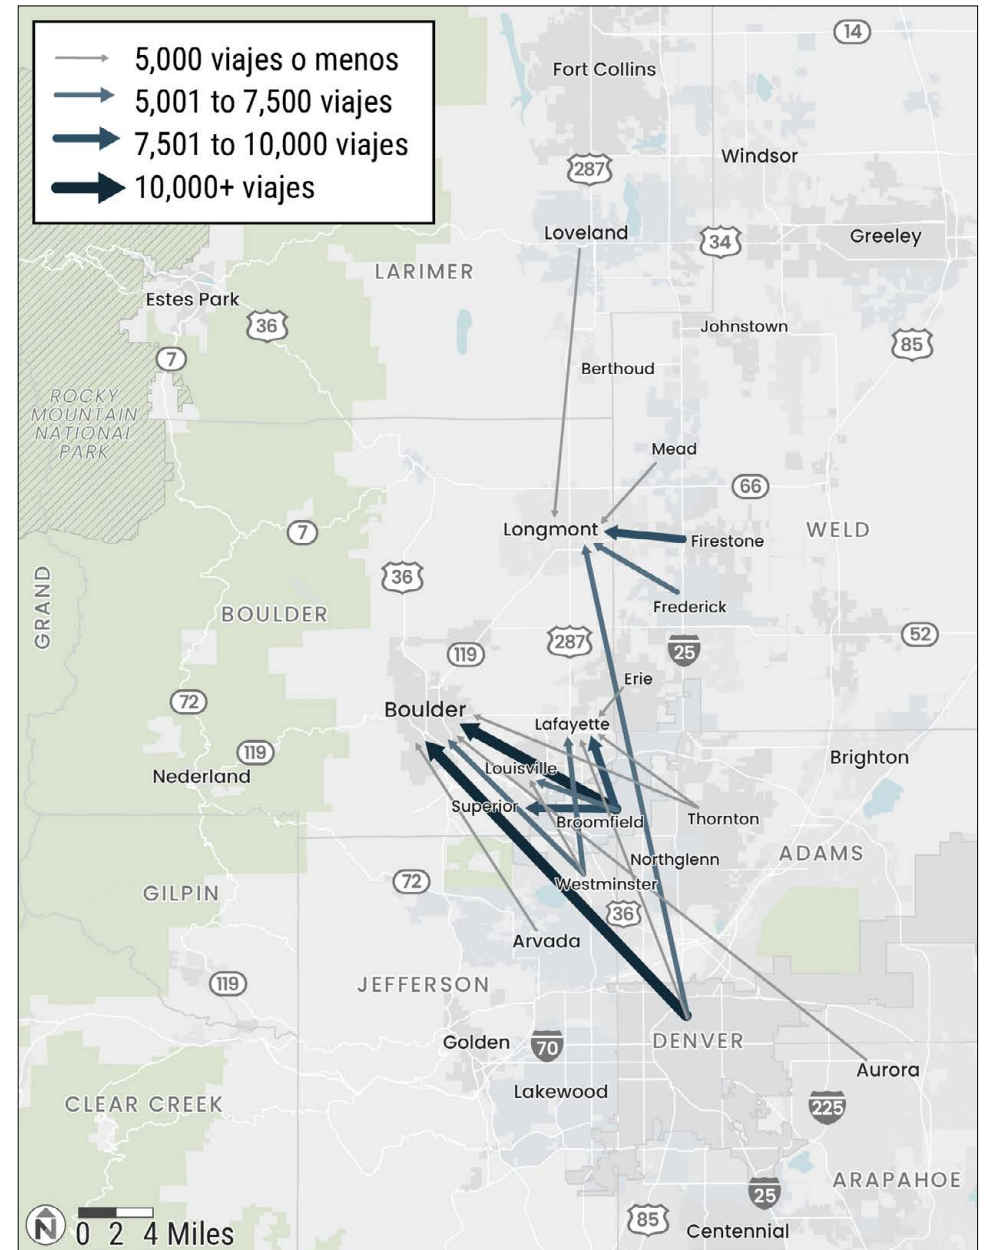 5,000 viajes o menos
5,001 to 7,500 viajes
7,501 to 10,000 viajes
10,000+ viajes
14
Fort Collins
Windsor
287
Loveland
34
Greeley
LARIMER
Estes Park
36
Johnstown
85
7
Berthoud
ROCKY
MOUNTAIN
NATIONAL
PARK
Mead
66
Longmont
WELD
7
Firestone
36
GRAND
Frederick
BOULDER
52
287
25
119
Erie
72
Boulder
Lafayette
119
Brighton
Louisville
Nederland
Superior
Broomfield
Thornton
ADAMS
Northglenn
72
Westminster
GILPIN
36
Arvada
119
JEFFERSON
Golden
70
DENVER
Aurora
Lakewood
CLEAR CREEK
225
ARAPAHOE
25
N
0 2 4 Miles
85
Centennial